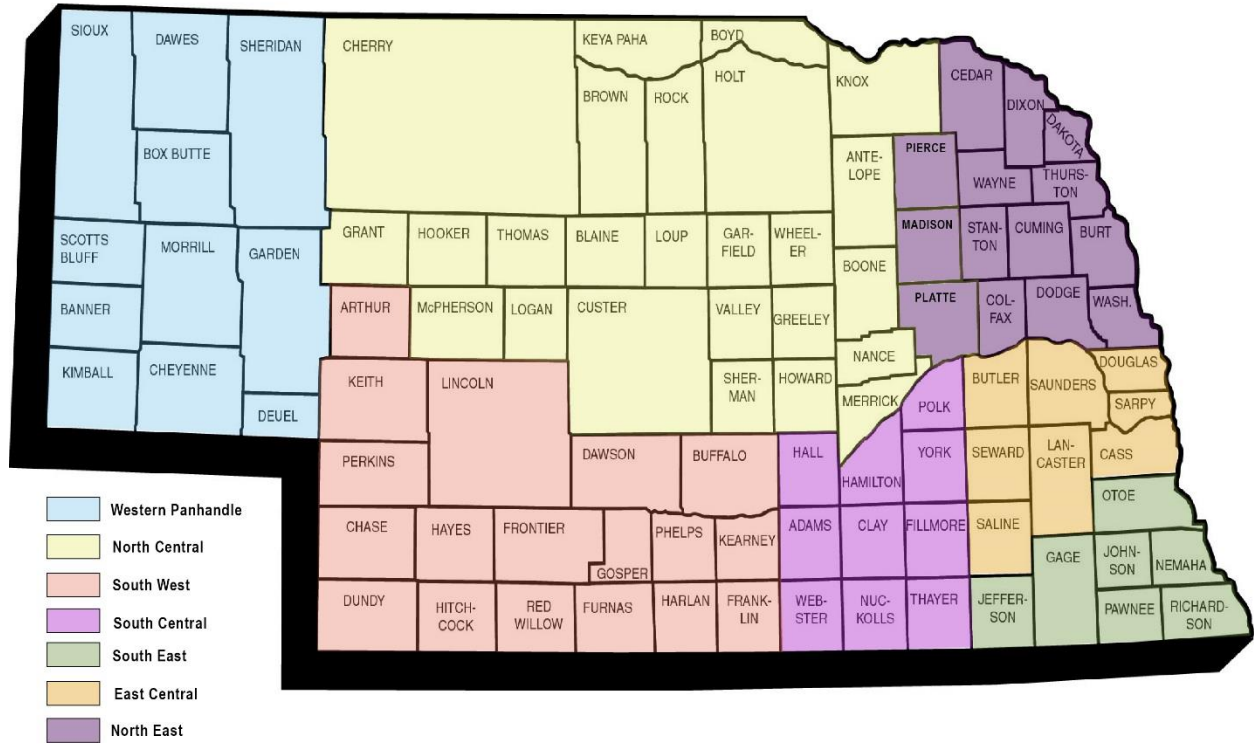 SIOUX
DAWES
SHERIDAN
CHERRY
KEYA PAHA
BOYD
KNOX
CEDAR
DIXON
DAKOTA
BROWN
ROCK
HOLT
BOX BUTTE
ANTE-
LOPE
PIERCE
WAYNE
THURS-
TON
SCOTTS
BLUFF
MORRILL
GARDEN
GRANT
HOOKER
THOMAS
BLAINE
LOUP
GAR-
FIELD
WHEEL-
ER
BOONE
MADISON
STAN-
TON
CUMING
BURT
BANNER
ARTHUR
McPHERSON
LOGAN
CUSTER
VALLEY
GREELEY
PLATTE
COL-
FAX
DODGE
WASH.
KIMBALL
CHEYENNE
DEUEL
KEITH
LINCOLN
SHER-
MAN
HOWARD
NANCE
MERRICK
POLK
BUTLER
SAUNDERS
DOUGLAS
SARPY
PERKINS
DAWSON
BUFFALO
HALL
HAMILTON
YORK
SEWARD
LAN-
CASTER
CASS
OTOE
CHASE
HAYES
FRONTIER
GOSPER
PHELPS
KEARNEY
ADAMS
CLAY
FILLMORE
SALINE
GAGE
JOHN-
SON
NEMAHA
DUNDY
HITCH-
COCK
RED
WILLOW
FURNAS
HARLAN
FRANK-
LIN
WEB-
STER
NUC-
KOLLS
THAYER
JEFFER-
SON
PAWNEE
RICHARD-
SON
Western Panhandle
North Central
South West
South Central
South East
East Central
North East